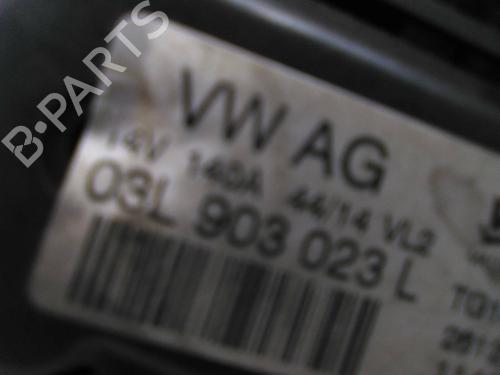 B-PARTS
VW AG
14V 140A 44/14 VL2
03L 903 023 L